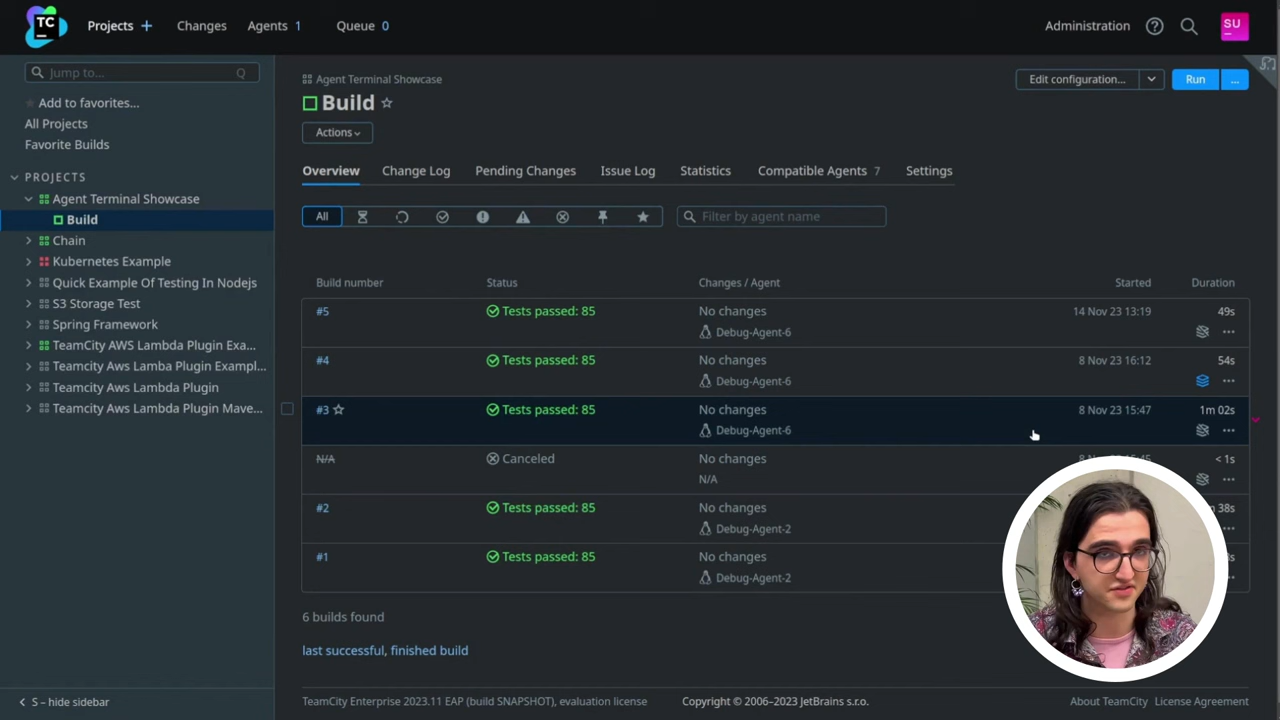 TC
Projects + Changes Agents 1 Queue 0 Administration SU
Jump to... Q
Add to favorites...
All Projects
Favorite Builds
PROJECTS
Agent Terminal Showcase
Build
Chain
Kubernetes Example
Quick Example Of Testing In Nodejs
S3 Storage Test
Spring Framework
TeamCity AWS Lambda Plugin Exa...
Teamcity Aws Lamba Plugin Exampl...
Teamcity Aws Lambda Plugin
Teamcity Aws Lambda Plugin Mave...
S – hide sidebar
Agent Terminal Showcase
Build
Edit configuration... Run ...
Actions
Overview Change Log Pending Changes Issue Log Statistics Compatible Agents 7 Settings
All Filter by agent name
Build number Status Changes / Agent Started Duration
#5 Tests passed: 85 No changes 14 Nov 23 13:19 49s
Debug-Agent-6
#4 Tests passed: 85 No changes 8 Nov 23 16:12 54s
Debug-Agent-6
#3 Tests passed: 85 No changes 8 Nov 23 15:47 1m 02s
Debug-Agent-6
N/A Canceled No changes < 1s
N/A
#2 Tests passed: 85 No changes 38s
Debug-Agent-2
#1 Tests passed: 85 No changes
Debug-Agent-2
6 builds found
last successful, finished build
TeamCity Enterprise 2023.11 EAP (build SNAPSHOT), evaluation license Copyright © 2006–2023 JetBrains s.r.o. About TeamCity License Agreement